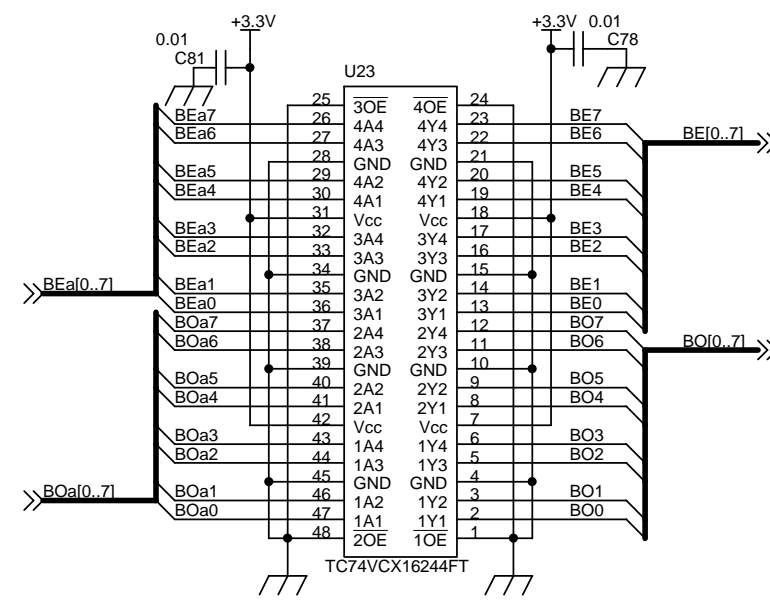 +3.3V +3.3V
0.01 0.01
C81 C78
U23
25 3OE 4OE 24
BEa7 26 4A4 4Y4 23 BE7
BEa6 27 4A3 4Y3 22 BE6 BE[0..7]
28 GND GND 21
BEa5 29 4A2 4Y2 20 BE5
BEa4 30 4A1 4Y1 19 BE4
31 Vcc Vcc 18
BEa3 32 3A4 3Y4 17 BE3
BEa2 33 3A3 3Y3 16 BE2
34 GND GND 15
BEa[0..7] BEa1 35 3A2 3Y2 14 BE1
BEa0 36 3A1 3Y1 13 BE0
BOa7 37 2A4 2Y4 12 BO7
BOa6 38 2A3 2Y3 11 BO6 BO[0..7]
39 GND GND 10
BOa5 40 2A2 2Y2 9 BO5
BOa4 41 2A1 2Y1 8 BO4
42 Vcc Vcc 7
BOa3 43 1A4 1Y4 6 BO3
BOa2 44 1A3 1Y3 5 BO2
45 GND GND 4
BOa[0..7] BOa1 46 1A2 1Y2 3 BO1
BOa0 47 1A1 1Y1 2 BO0
48 2OE 1OE 1
TC74VCX16244FT